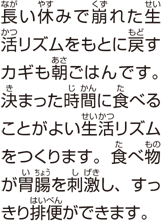 長い休みで崩れた生
活リズムをもとに戻す
カギも朝ごはんです。
決まった時間に食べる
ことがよい生活リズム
をつくります。食べ物
が胃腸を刺激し、すっ
きり排便ができます。